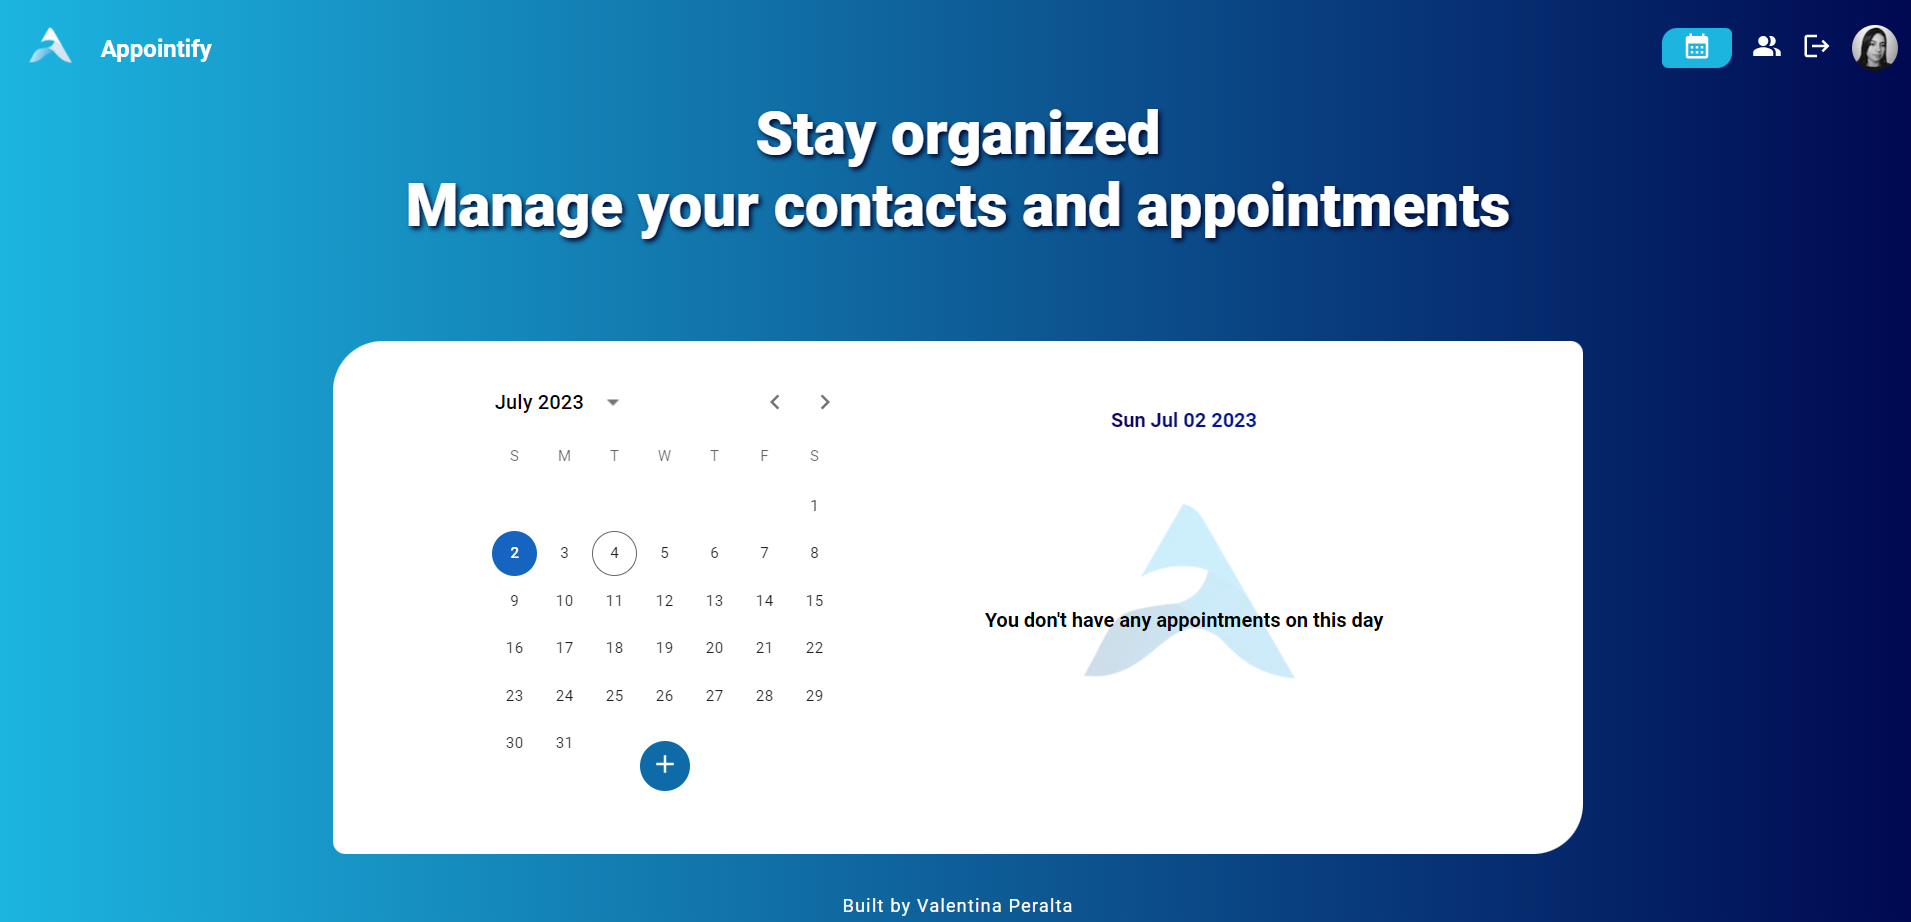 Appointify
Stay organized
Manage your contacts and appointments
July 2023
S M T W T F S
1
2 3 4 5 6 7 8
9 10 11 12 13 14 15
16 17 18 19 20 21 22
23 24 25 26 27 28 29
30 31
+
Sun Jul 02 2023
You don't have any appointments on this day
Built by Valentina Peralta